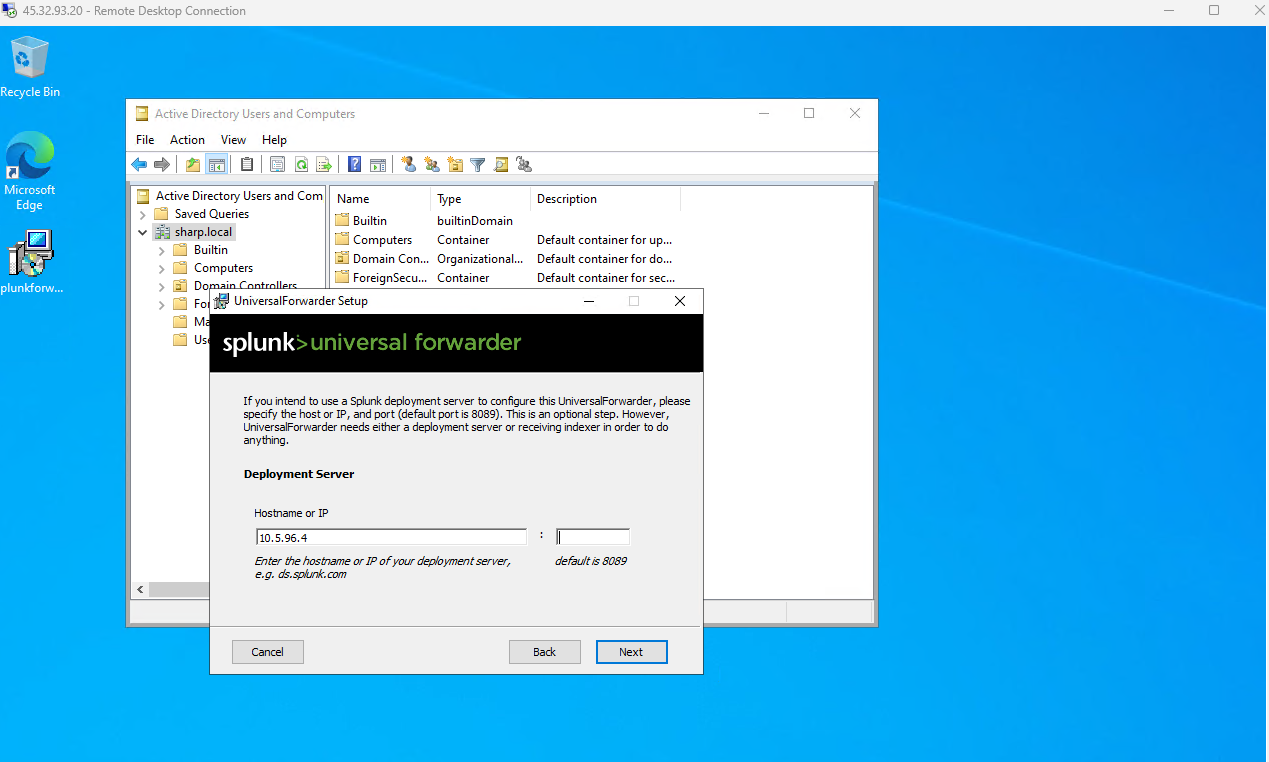 45.32.93.20 - Remote Desktop Connection
Recycle Bin
Microsoft
Edge
plunkforw...
Active Directory Users and Computers
File Action View Help
Active Directory Users and Com
Saved Queries
sharp.local
Builtin
Computers
Domain Controllers
For
Ma
Use
Name Type Description
Builtin builtinDomain
Computers Container Default container for up...
Domain Con... Organizational... Default container for do...
ForeignSecu... Container Default container for sec...
UniversalForwarder Setup
splunk>universal forwarder
If you intend to use a Splunk deployment server to configure this UniversalForwarder, please
specify the host or IP, and port (default port is 8089). This is an optional step. However,
UniversalForwarder needs either a deployment server or receiving indexer in order to do
anything.
Deployment Server
Hostname or IP
10.5.96.4 :
Enter the hostname or IP of your deployment server,
e.g. ds.splunk.com
default is 8089
Cancel Back Next